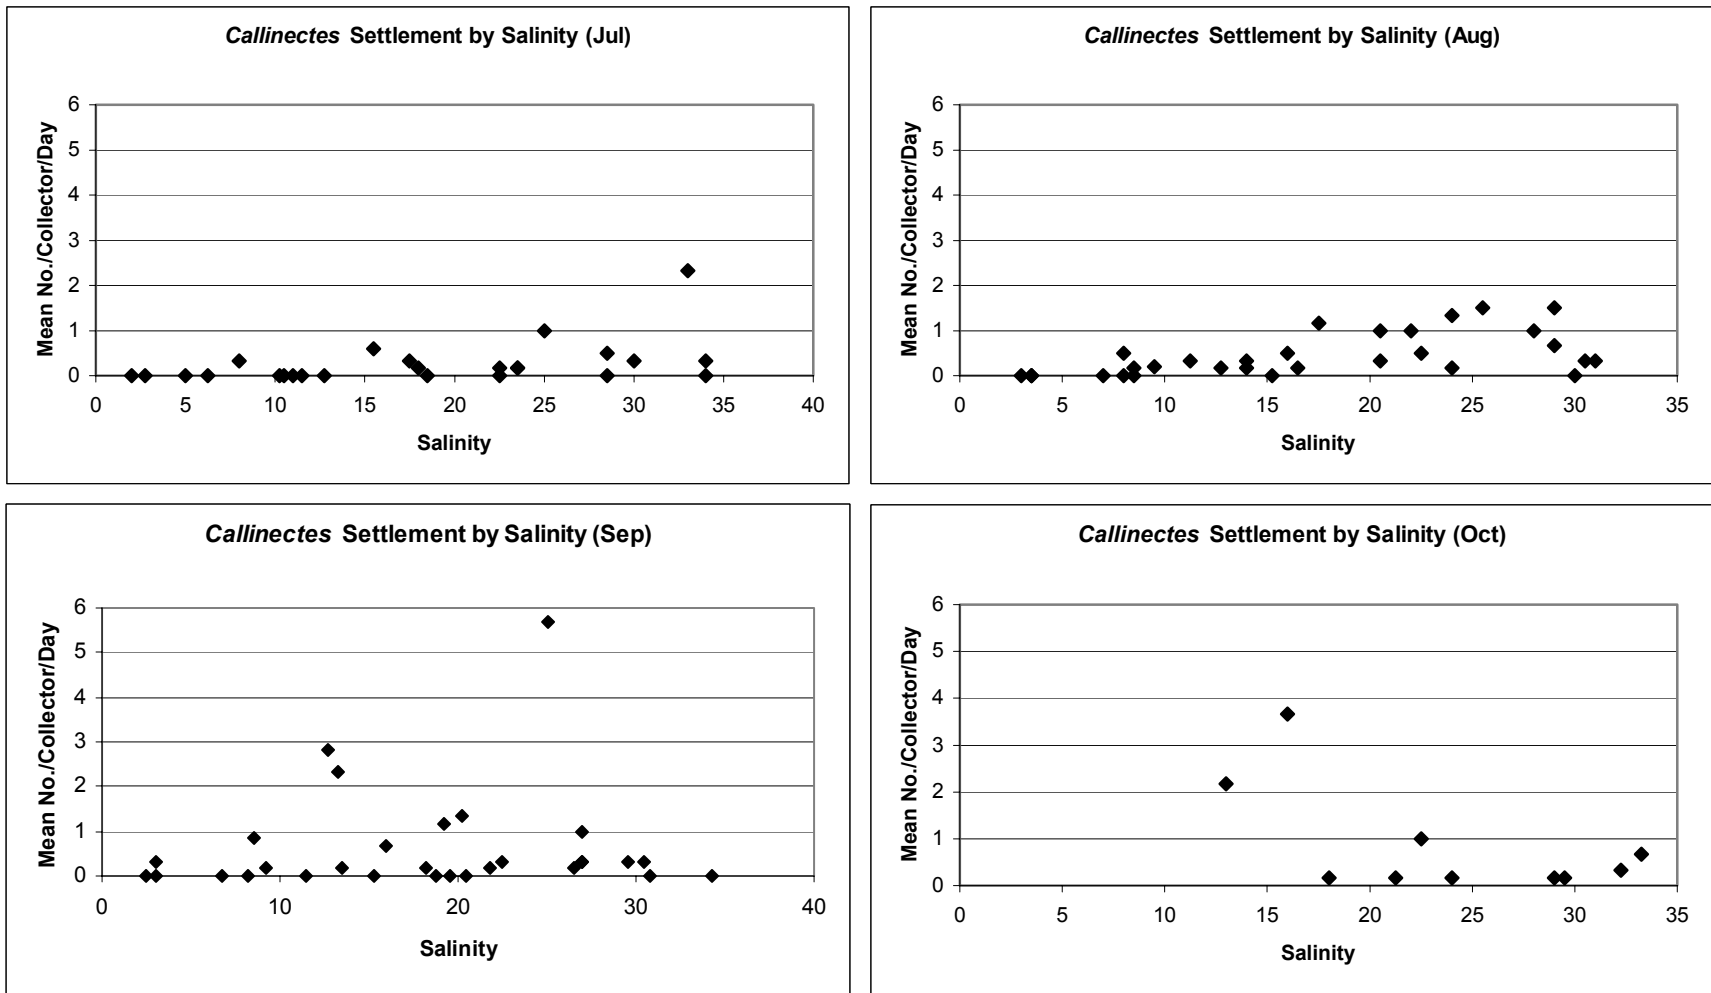 Callinectes Settlement by Salinity (Jul)
Mean No./Collector/Day
6
5
4
3
2
1
0
0 5 10 15 20 25 30 35 40
Salinity
Callinectes Settlement by Salinity (Aug)
Mean No./Collector/Day
6
5
4
3
2
1
0
0 5 10 15 20 25 30 35
Salinity
Callinectes Settlement by Salinity (Sep)
Mean No./Collector/Day
6
5
4
3
2
1
0
0 10 20 30 40
Salinity
Callinectes Settlement by Salinity (Oct)
Mean No./Collector/Day
6
5
4
3
2
1
0
0 5 10 15 20 25 30 35
Salinity